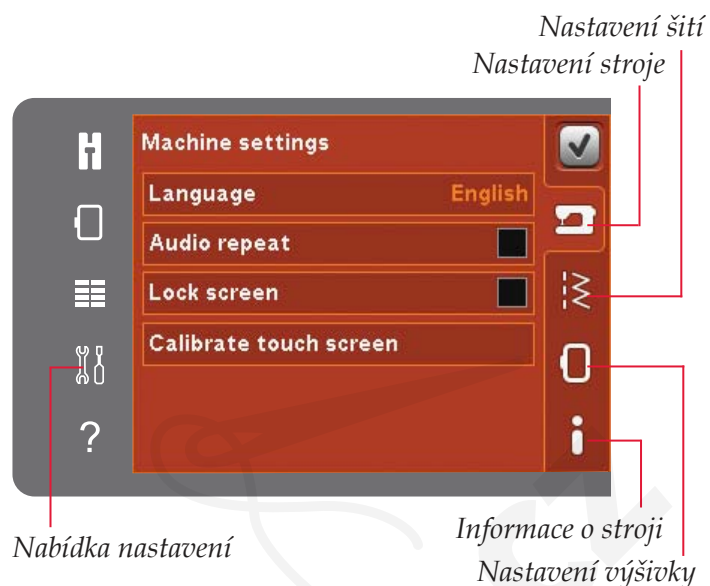 Nastavení šití
Nastavení stroje
Machine settings
Language English
Audio repeat
Lock screen
Calibrate touch screen
?
i
Informace o stroji
Nabídka nastavení
Nastavení výšivky